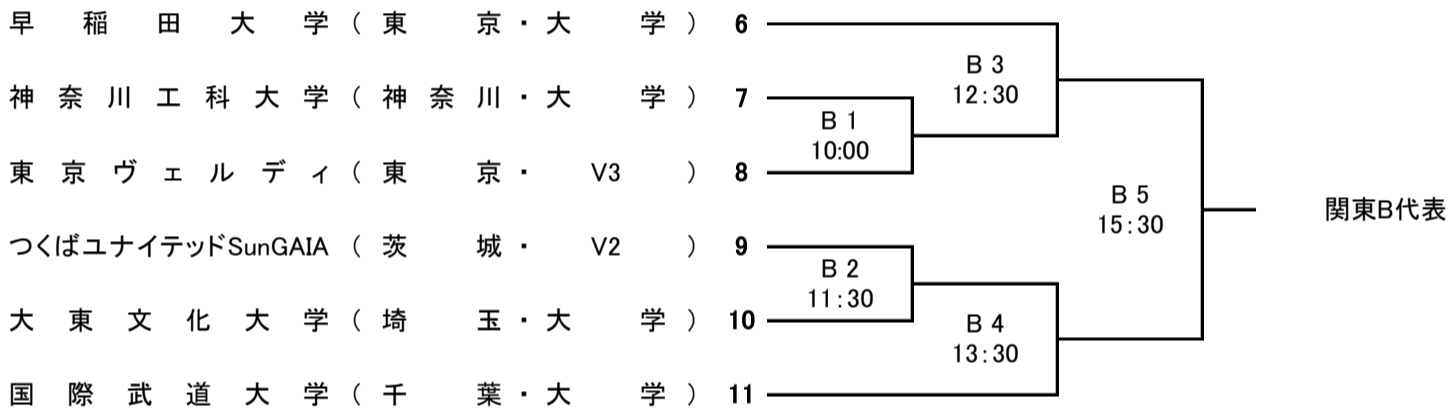 早稲田大学(東京・大学) 6
B 3
12:30
神奈川工科大学(神奈川・大学) 7
B 1
10:00
東京ヴェルディ(東京・V3) 8
B 5
15:30
関東B代表
つくばユナイテッドSunGAIA(茨城・V2) 9
B 2
11:30
大東文化大学(埼玉・大学) 10
B 4
13:30
国際武道大学(千葉・大学) 11